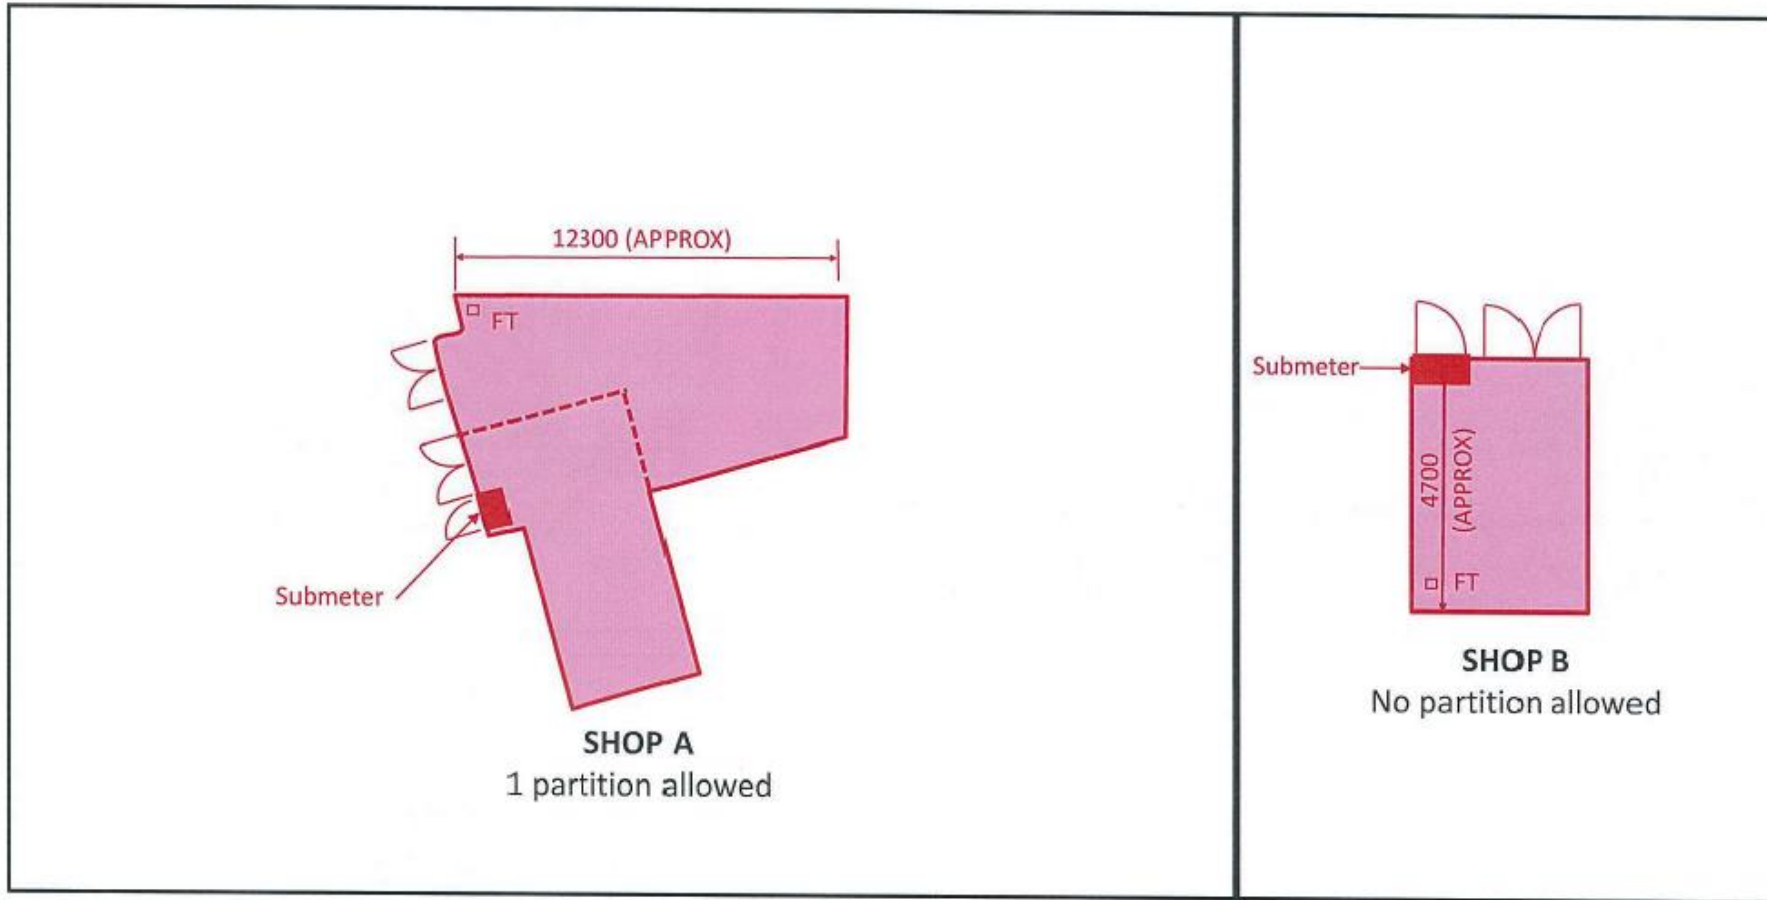 12300 (APPROX)
FT
Submeter
SHOP A
1 partition allowed
Submeter
4700
(APPROX)
FT
SHOP B
No partition allowed